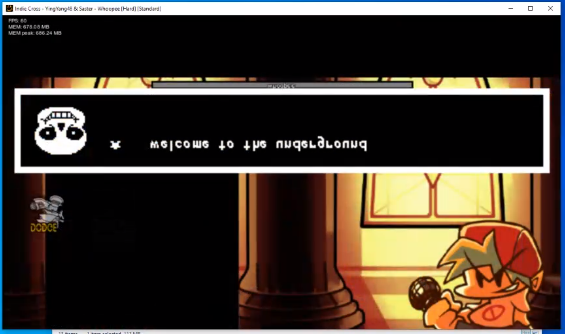 Indie Cross - YingYang48 & Saster - Whoopee [Hard] [Standard]
FPS: 60
MEM: 678.08 MB
MEM peak: 686.24 MB
* welcome to the underground
DODGE!